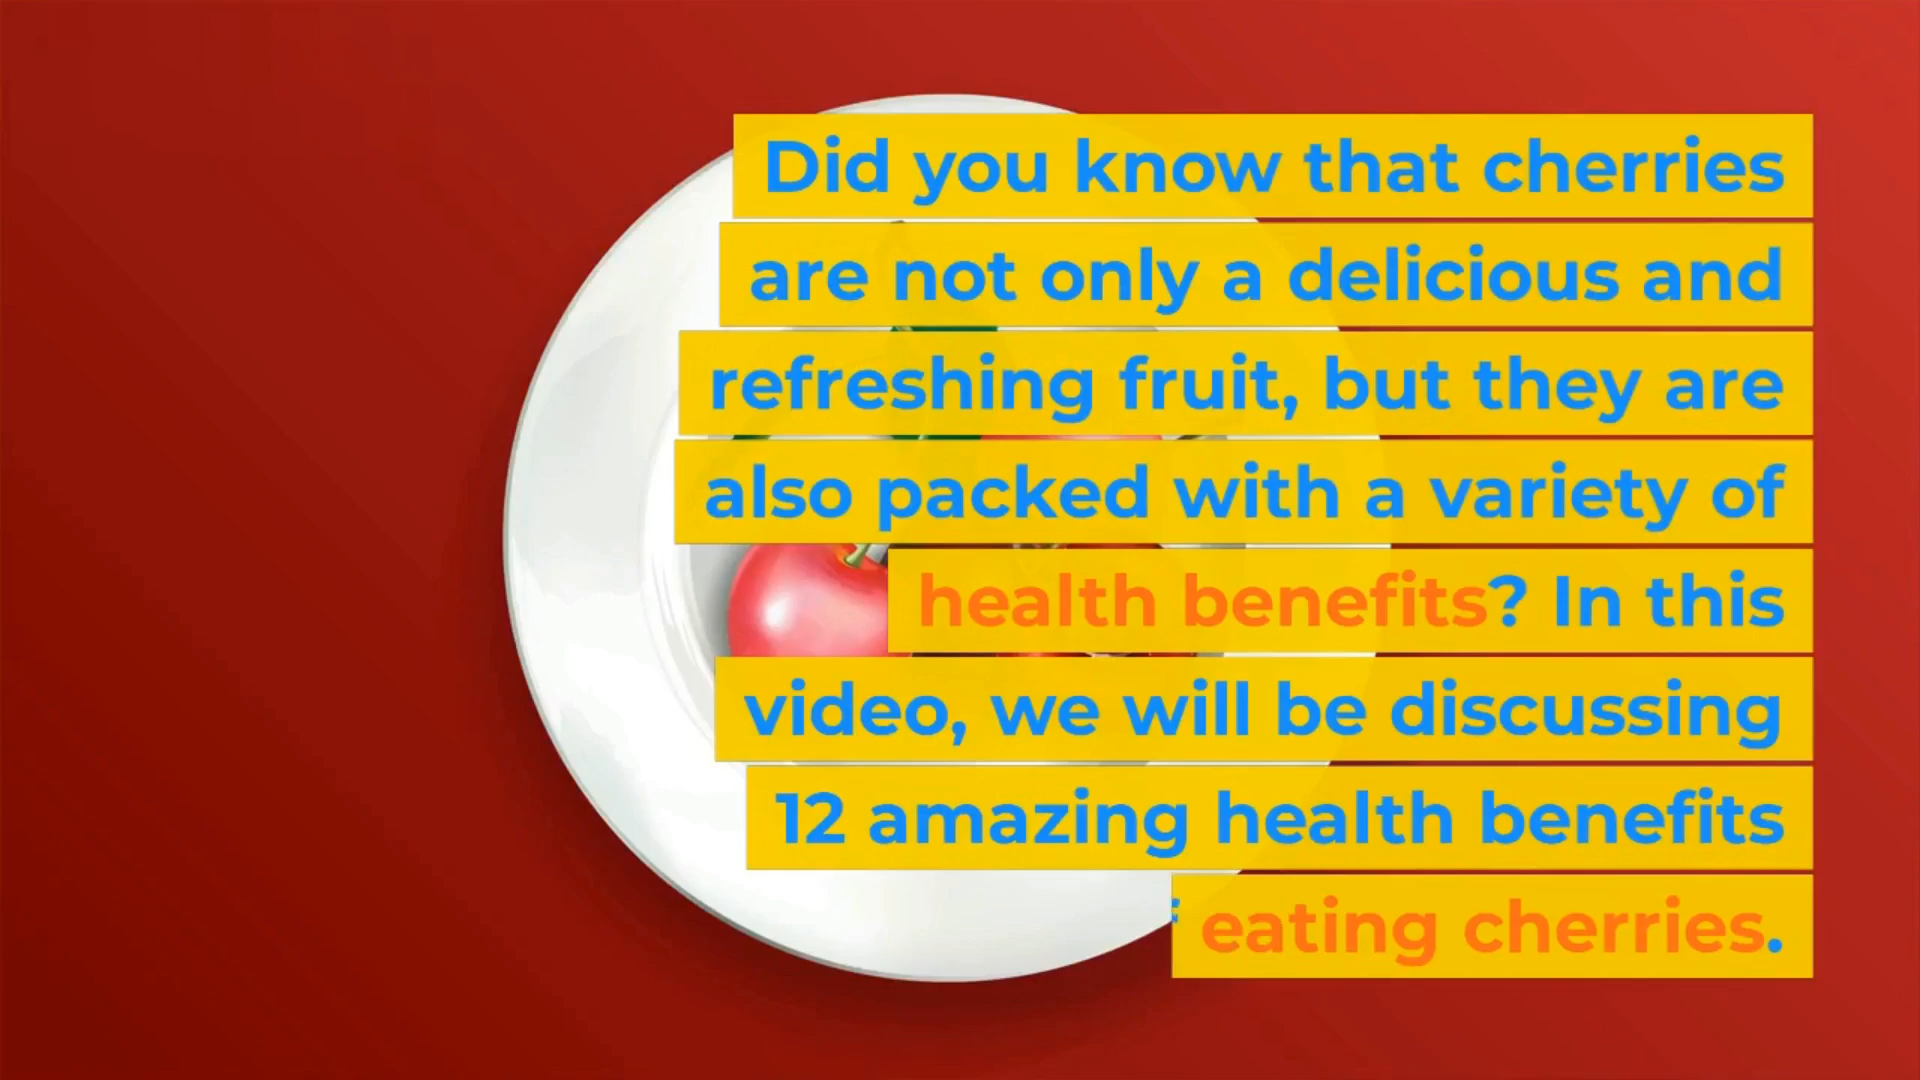 Did you know that cherries
are not only a delicious and
refreshing fruit, but they are
also packed with a variety of
health benefits? In this
video, we will be discussing
12 amazing health benefits
eating cherries.